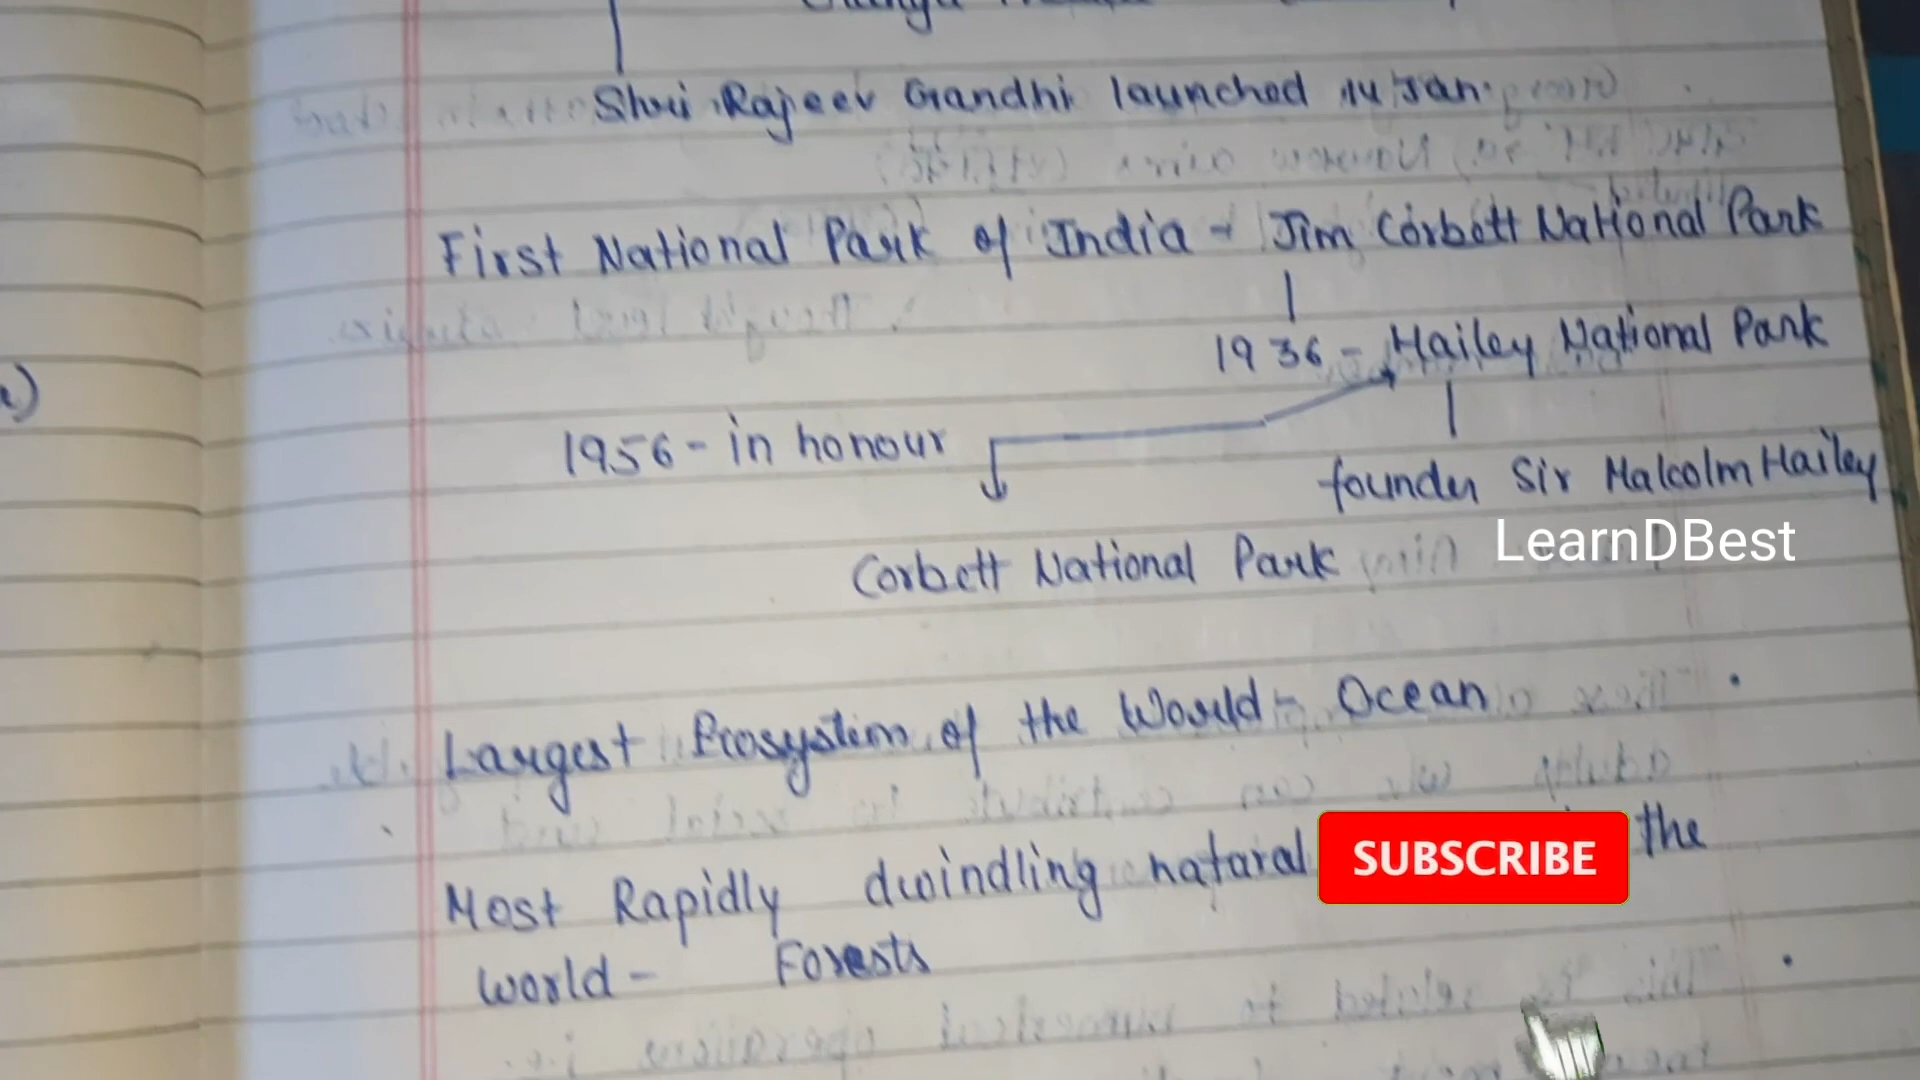 Shri Rajeev Gandhi launched 14 Jan.
First National Park of India - Jim Corbett National Park
1936 - Hailey National Park
1956 - in honour
founder Sir Malcolm Hailey
LearnDBest
Corbett National Park
Largest Ecosystem of the World - Ocean
Most Rapidly dwindling natural
SUBSCRIBE
the
world - Forests